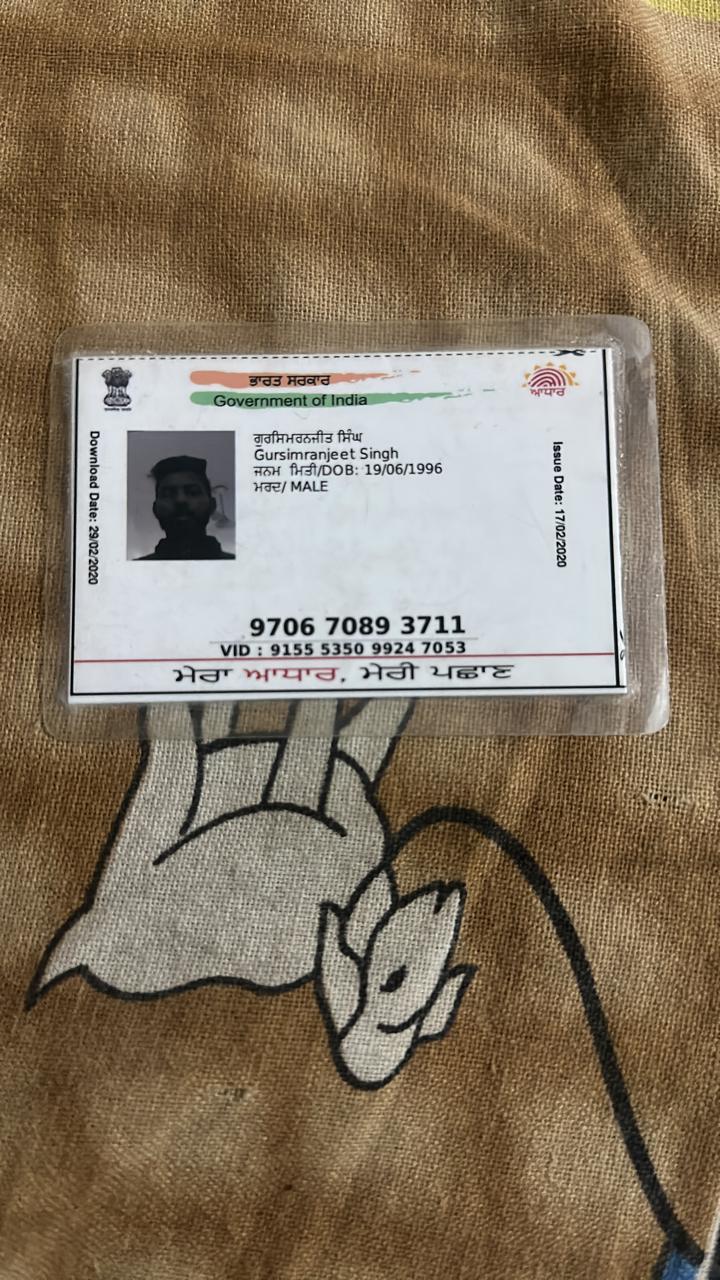 ਭਾਰਤ ਸਰਕਾਰ
Government of India
ਆਧਾਰ
Download Date: 29/02/2020
ਗੁਰਸਿਮਰਨਜੀਤ ਸਿੰਘ
Gursimranjeet Singh
ਜਨਮ ਮਿਤੀ/DOB: 19/06/1996
ਮਰਦ/ MALE
Issue Date: 17/02/2020
9706 7089 3711
VID : 9155 5350 9924 7053
ਮੇਰਾ ਆਧਾਰ, ਮੇਰੀ ਪਛਾਣ